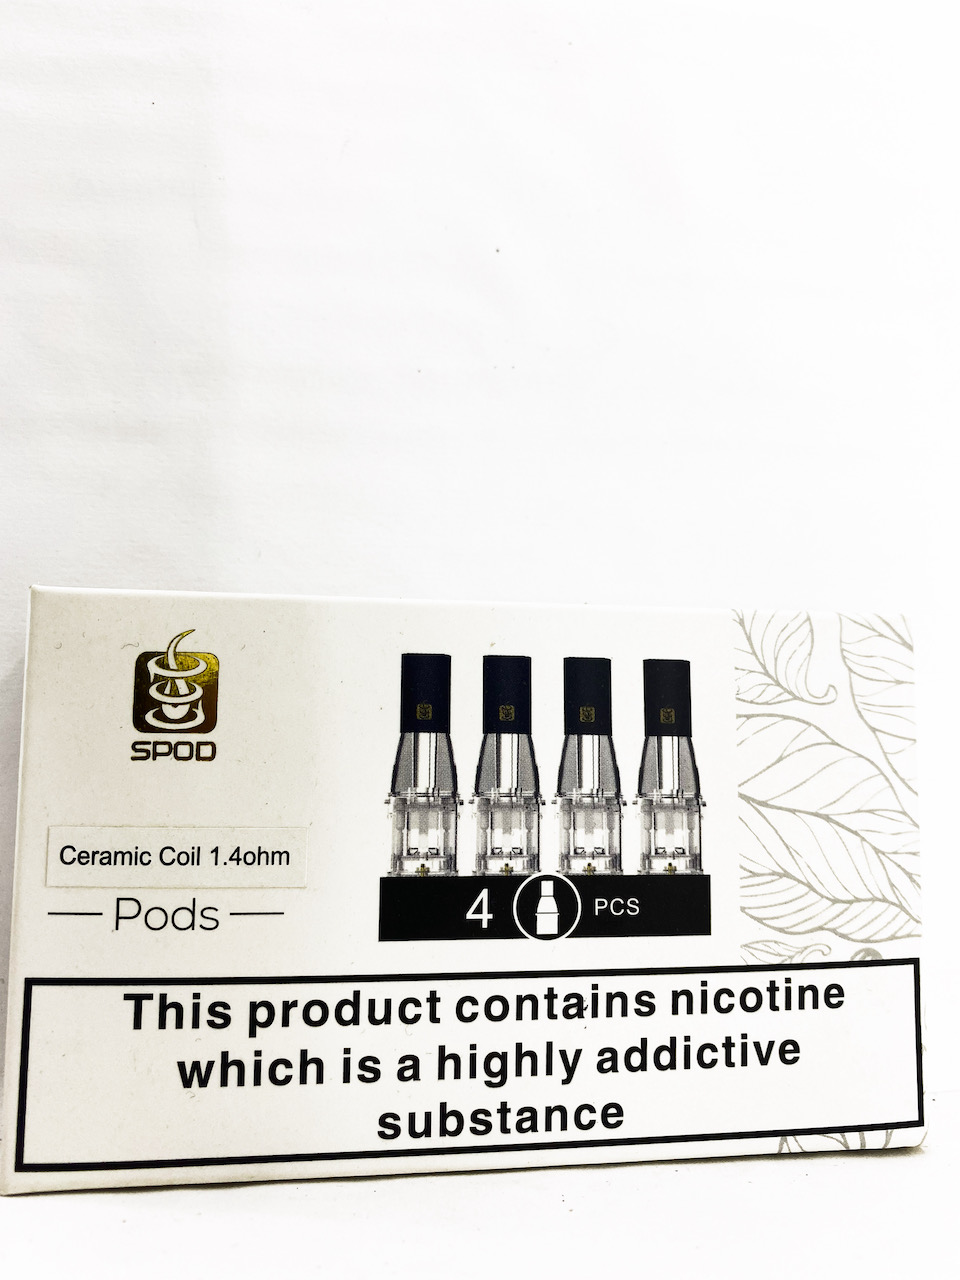 SPOD
Ceramic Coil 1.4ohm
Pods
4 PCS
This product contains nicotine
which is a highly addictive
substance